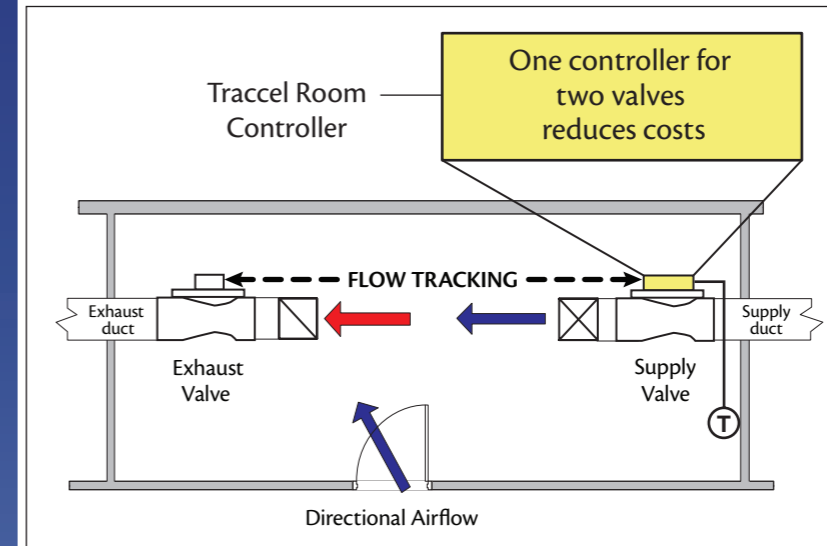 Traccel Room
Controller
One controller for
two valves
reduces costs
FLOW TRACKING
Exhaust
duct
Supply
duct
Exhaust
Valve
Supply
Valve
T
Directional Airflow